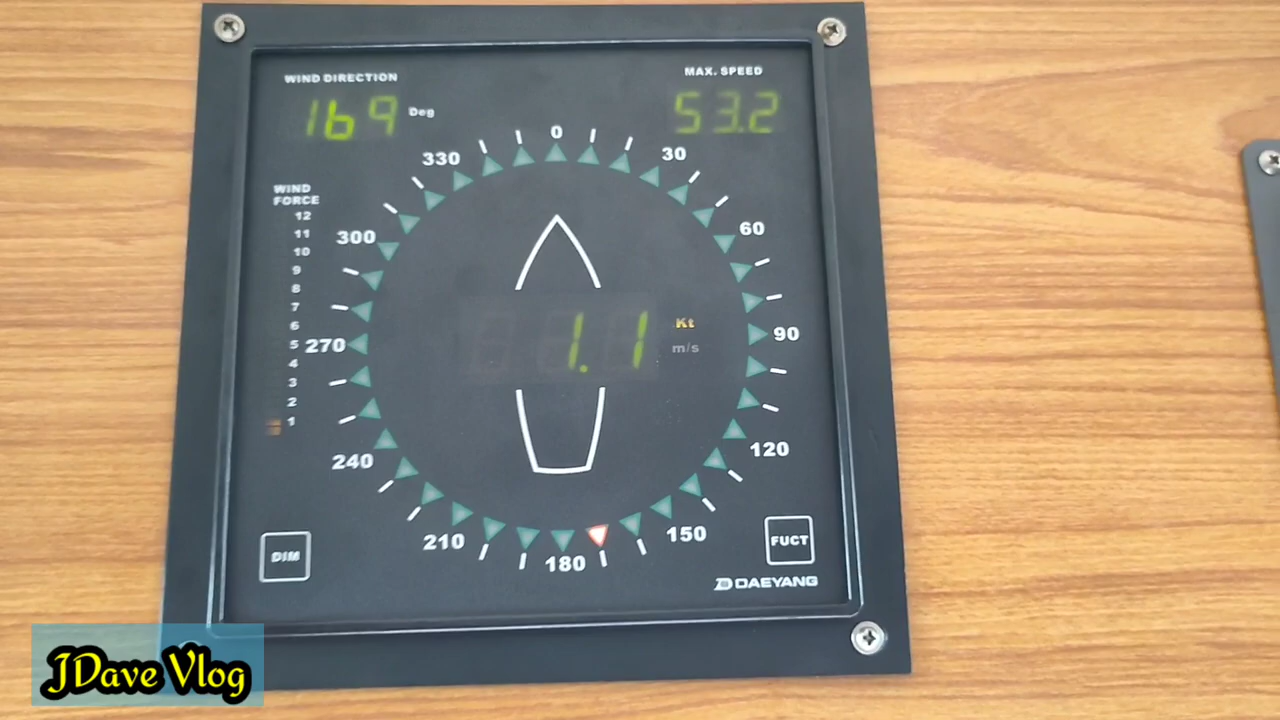 WIND DIRECTION
169 Deg
MAX. SPEED
53.2
0
30
60
90
120
150
180
210
240
270
300
330
WIND
FORCE
12
11
10
9
8
7
6
5
4
3
2
1
1.1
Kt
m/s
DIM
FUCT
DAEYANG
JDave Vlog